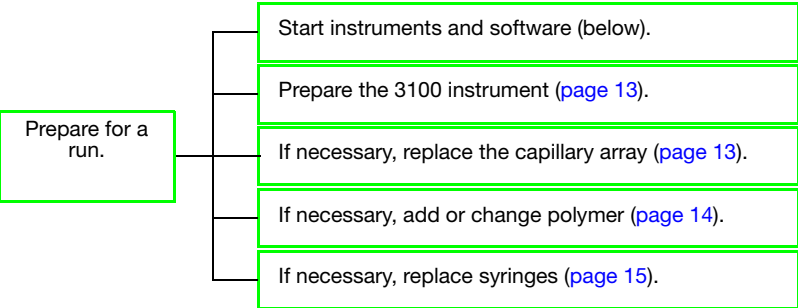 Start instruments and software (below).
Prepare the 3100 instrument (page 13).
Prepare for a
run.
If necessary, replace the capillary array (page 13).
If necessary, add or change polymer (page 14).
If necessary, replace syringes (page 15).